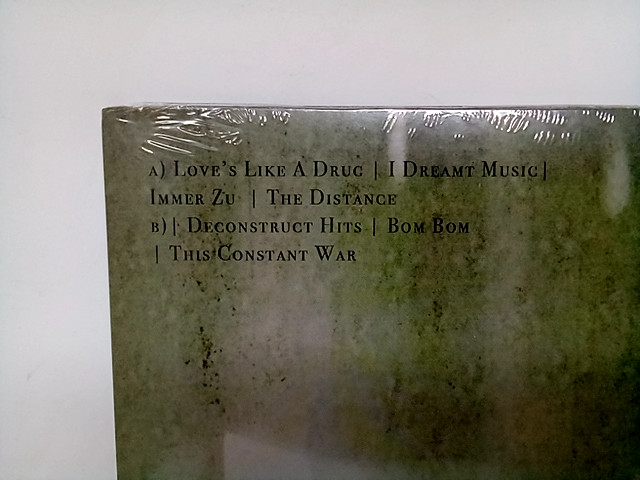 A) Love's Like A Drug | I Dreamt Music|
Immer Zu | The Distance
B)| Deconstruct Hits | Bom Bom
| This Constant War